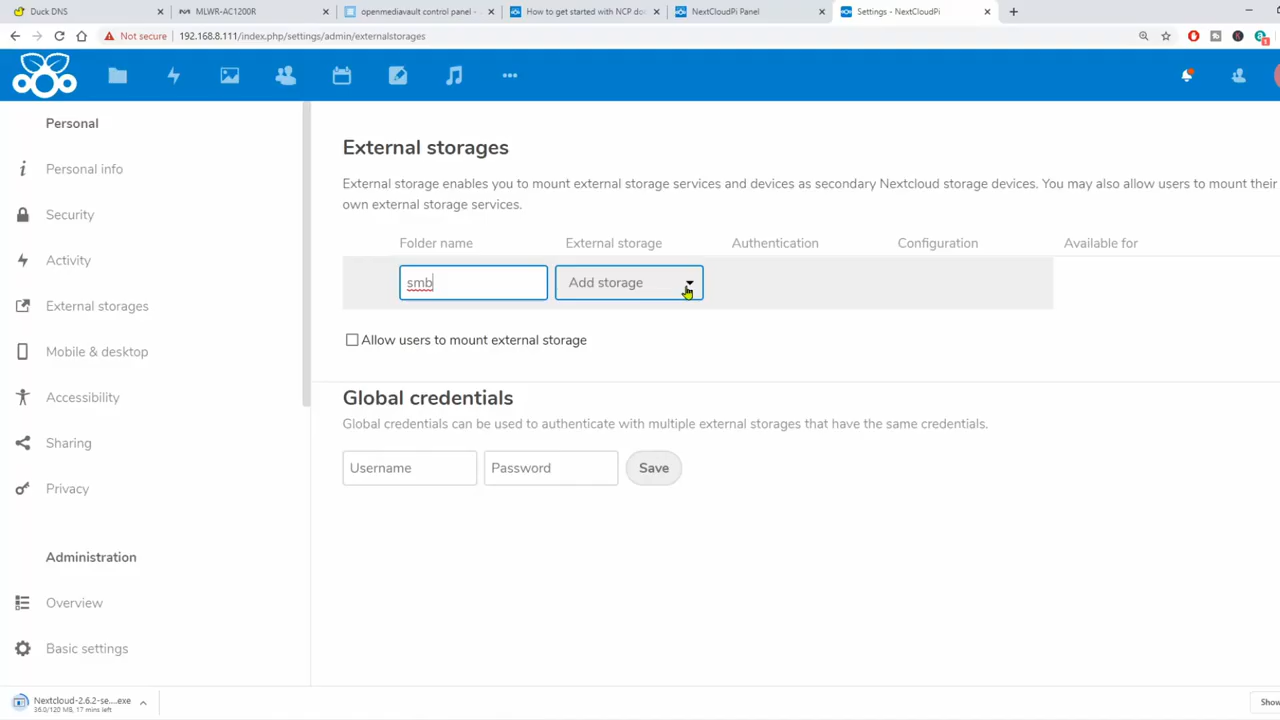 Duck DNS
MLWR-AC1200R
openmediavault control panel -
How to get started with NCP do
NextCloudPi Panel
Settings - NextCloudPi
Not secure
192.168.8.111/index.php/settings/admin/externalstorages
Personal
Personal info
Security
Activity
External storages
Mobile & desktop
Accessibility
Sharing
Privacy
Administration
Overview
Basic settings
External storages
External storage enables you to mount external storage services and devices as secondary Nextcloud storage devices. You may also allow users to mount their
own external storage services.
Folder name
External storage
Authentication
Configuration
Available for
smb
Add storage
Allow users to mount external storage
Global credentials
Global credentials can be used to authenticate with multiple external storages that have the same credentials.
Username
Password
Save
Nextcloud-2.6.2-se....exe
36.0/120 MB, 17 mins left
Show